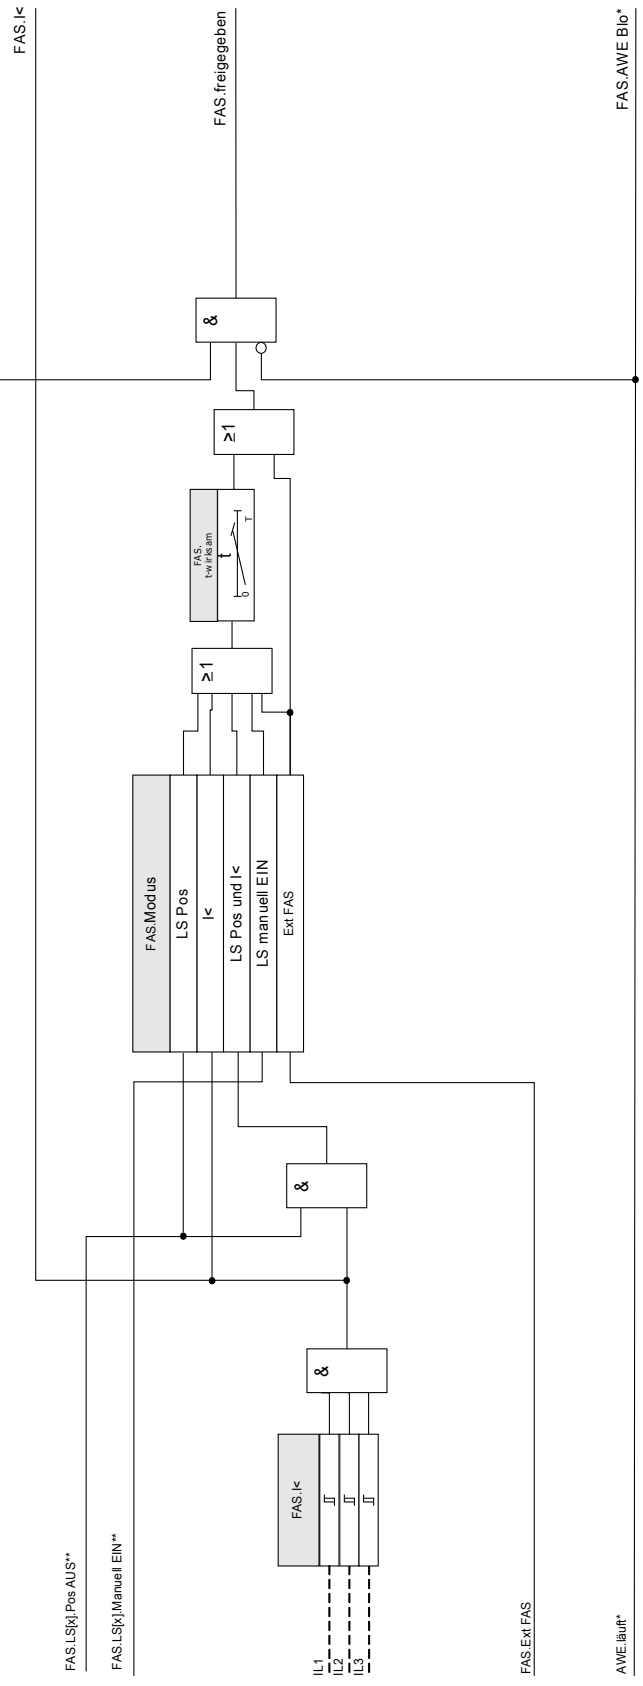 FAS.I<
FAS.freigegeben
FAS.AWE Blo*
&
≥1
FAS.
t-wirksam
t
0
T
≥1
FAS.Modus
LS Pos
I<
LS Pos und I<
LS manuell EIN
Ext FAS
&
&
FAS.I<
FAS.LS[x].Pos AUS**
FAS.LS[x].Manuell EIN**
IL1
IL2
IL3
FAS.Ext FAS
AWE.läuft*